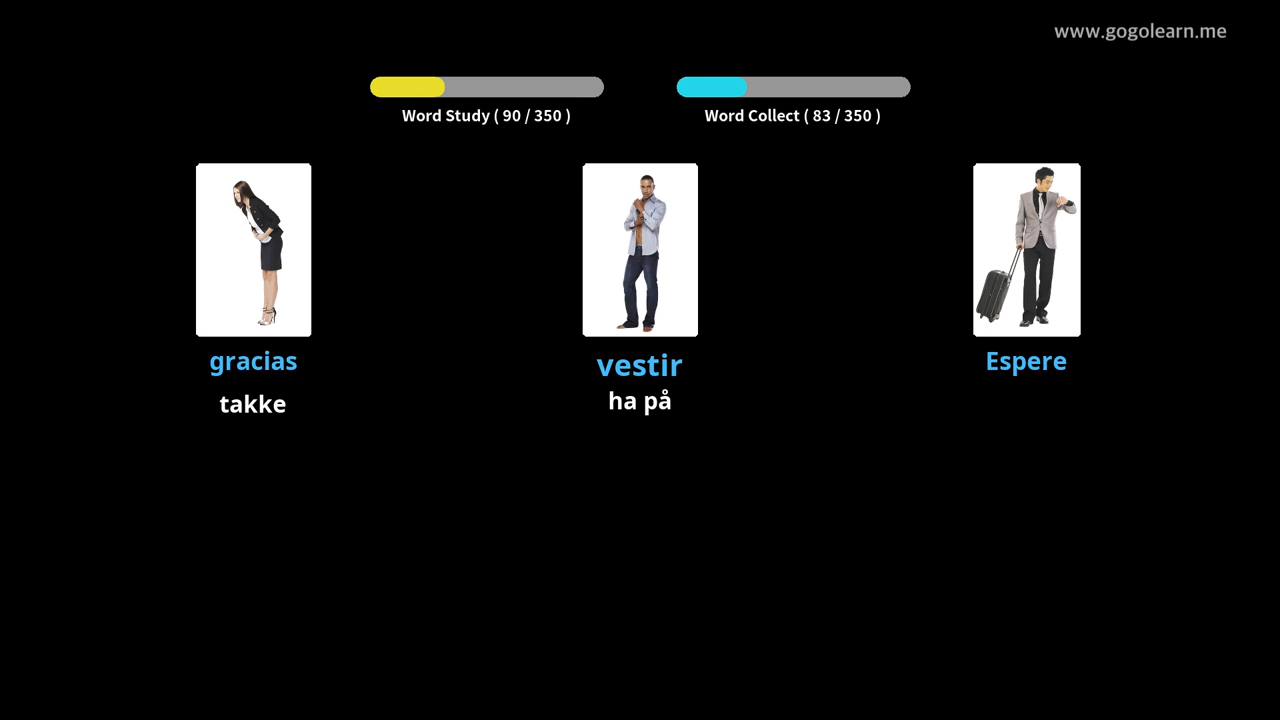 www.gogolearn.me
Word Study ( 90 / 350 )
Word Collect ( 83 / 350 )
gracias
takke
vestir
ha på
Espere